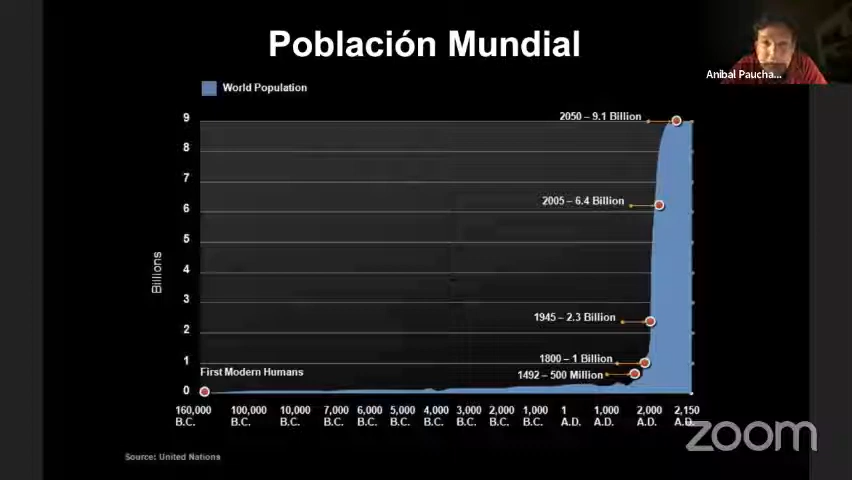 Población Mundial
Anibal Paucha...
World Population
9
8
7
6
5
4
3
2
1
0
Billions
2050 – 9.1 Billion
2005 – 6.4 Billion
1945 – 2.3 Billion
1800 – 1 Billion
1492 – 500 Million
First Modern Humans
160,000 B.C.
100,000 B.C.
10,000 B.C.
7,000 B.C.
6,000 B.C.
5,000 B.C.
4,000 B.C.
3,000 B.C.
2,000 B.C.
1,000 B.C.
1 A.D.
1,000 A.D.
2,000 A.D.
2,150 A.D.
zoom
Source: United Nations